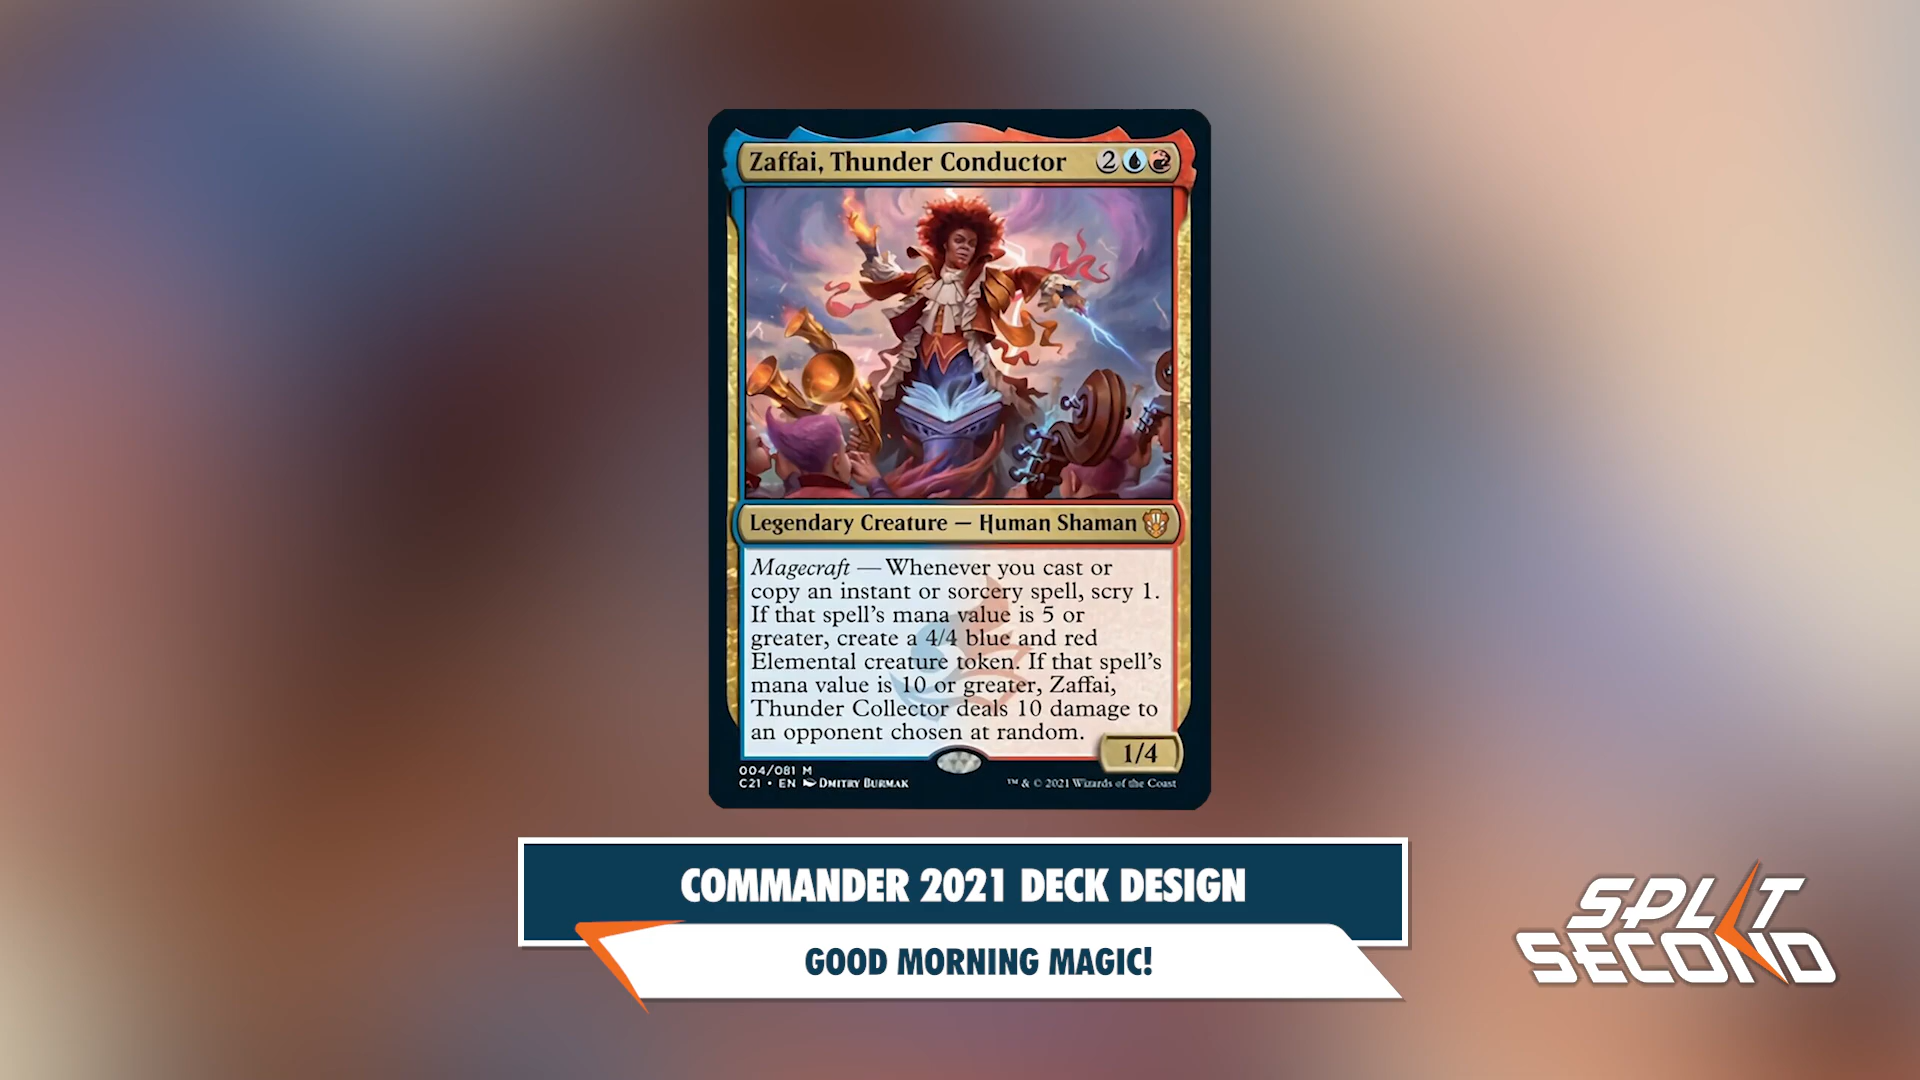 Zaffai, Thunder Conductor 2
Legendary Creature — Human Shaman
Magecraft — Whenever you cast or
copy an instant or sorcery spell, scry 1.
If that spell's mana value is 5 or
greater, create a 4/4 blue and red
Elemental creature token. If that spell's
mana value is 10 or greater, Zaffai,
Thunder Collector deals 10 damage to
an opponent chosen at random.
1/4
004/081 M
C21 • EN DMITRY BURMAK
™ & © 2021 Wizards of the Coast
COMMANDER 2021 DECK DESIGN
GOOD MORNING MAGIC!
SPLIT
SECOND